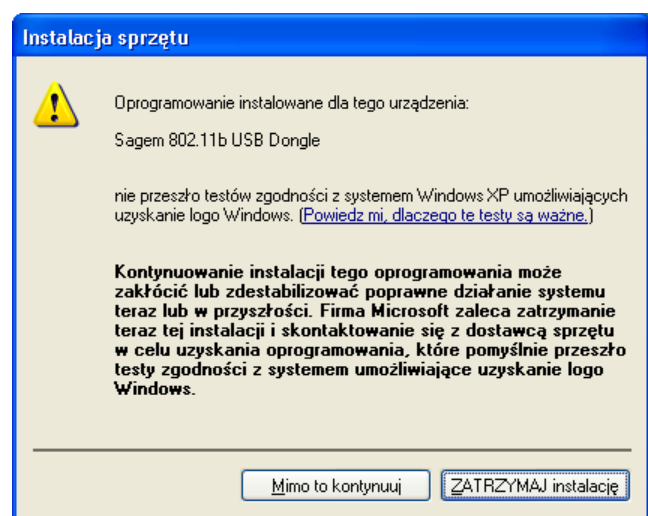 Instalacja sprzętu
Oprogramowanie instalowane dla tego urządzenia:
Sagem 802.11b USB Dongle
nie przeszło testów zgodności z systemem Windows XP umożliwiających
uzyskanie logo Windows. (Powiedz mi, dlaczego te testy są ważne.)
Kontynuowanie instalacji tego oprogramowania może
zakłócić lub zdestabilizować poprawne działanie systemu
teraz lub w przyszłości. Firma Microsoft zaleca zatrzymanie
teraz tej instalacji i skontaktowanie się z dostawcą sprzętu
w celu uzyskania oprogramowania, które pomyślnie przeszło
testy zgodności z systemem umożliwiające uzyskanie logo
Windows.
Mimo to kontynuuj ZATRZYMAJ instalację